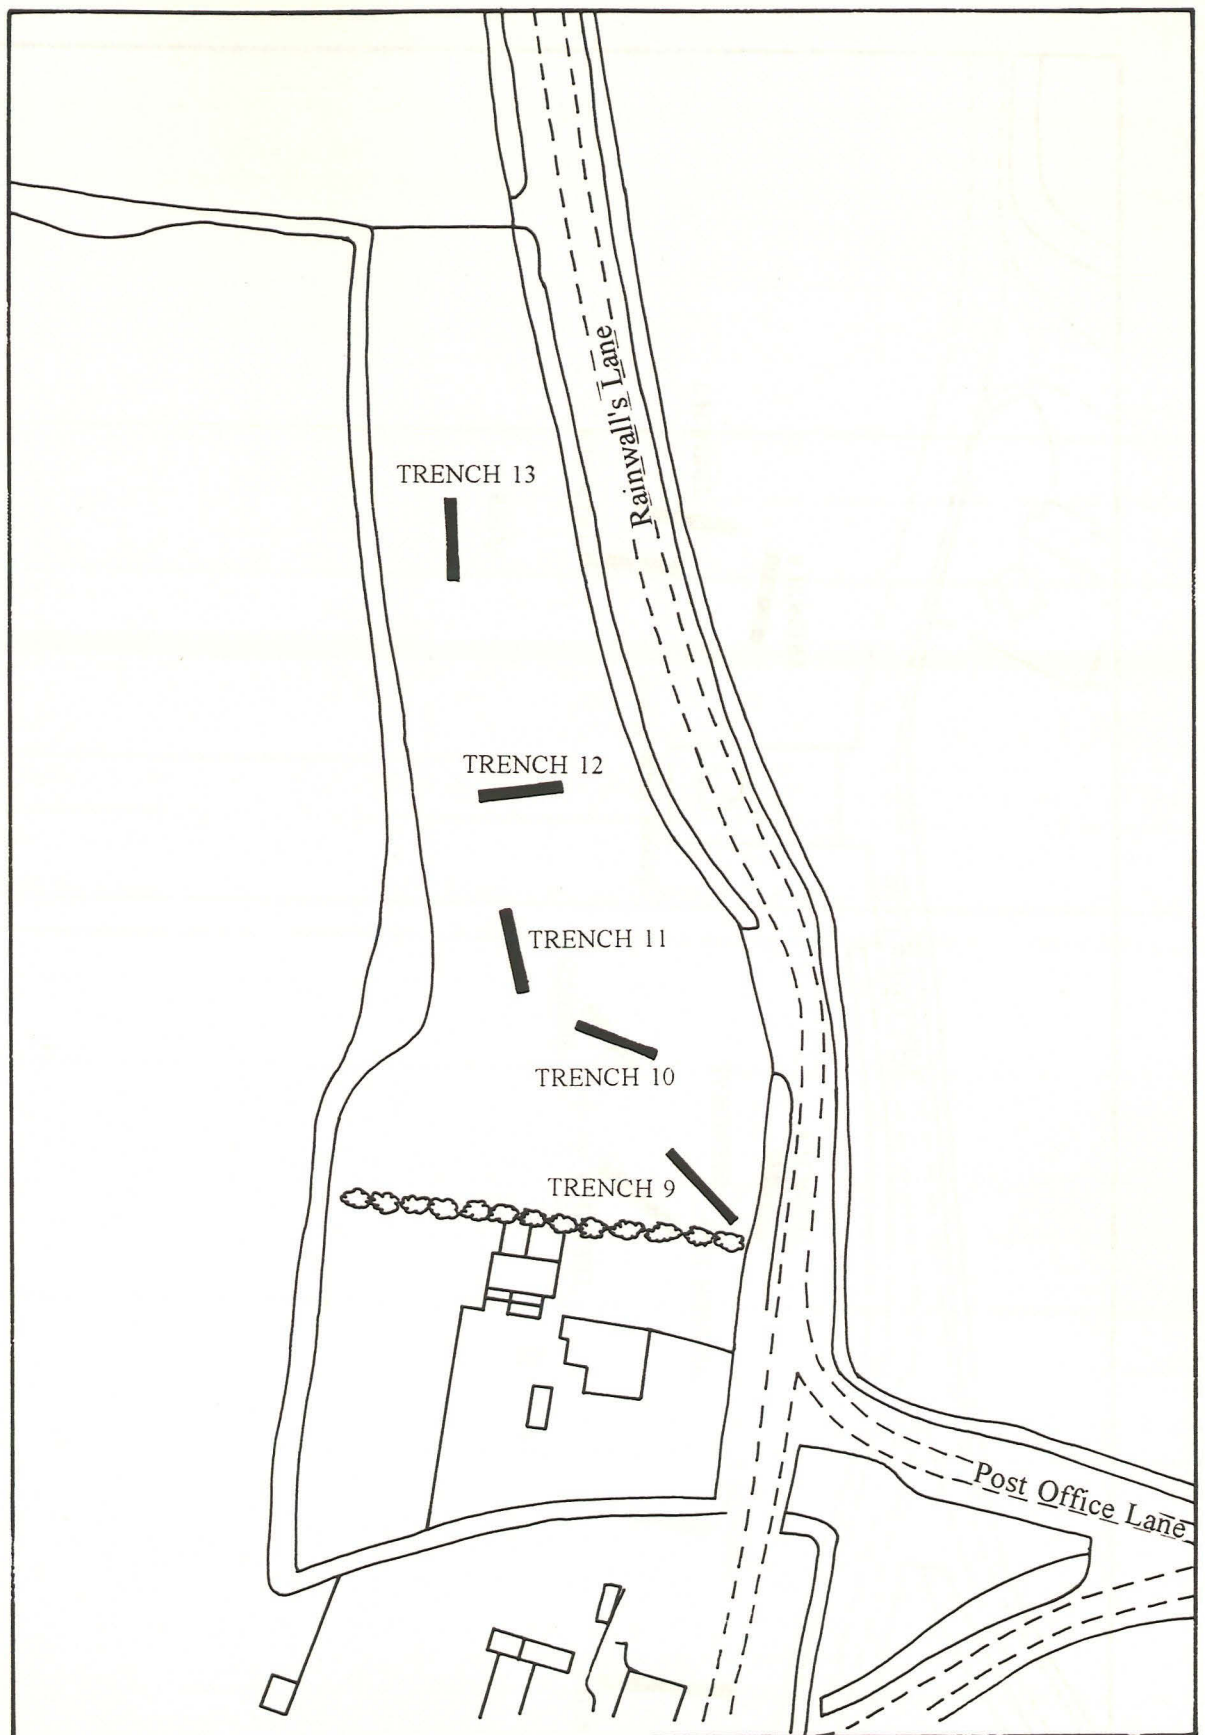 Rainwall's Lane
TRENCH 13
TRENCH 12
TRENCH 11
TRENCH 10
TRENCH 9
Post Office Lane